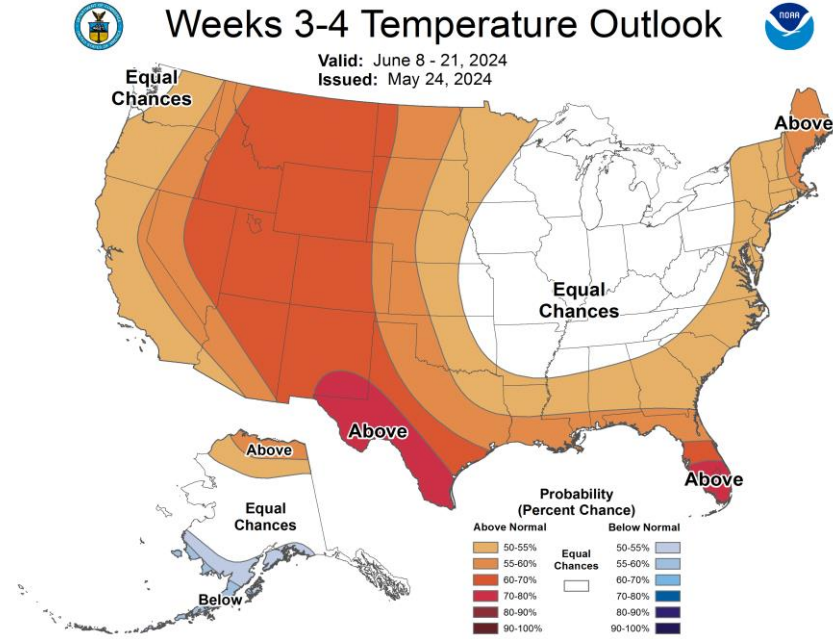 Weeks 3-4 Temperature Outlook
NOAA
Valid: June 8 - 21, 2024
Issued: May 24, 2024
Equal
Chances
Above
Equal
Chances
Above
Above
Above
Equal
Chances
Below
Probability
(Percent Chance)
Above Normal
Below Normal
50-55%
55-60%
60-70%
70-80%
80-90%
90-100%
Equal
Chances
50-55%
55-60%
60-70%
70-80%
80-90%
90-100%